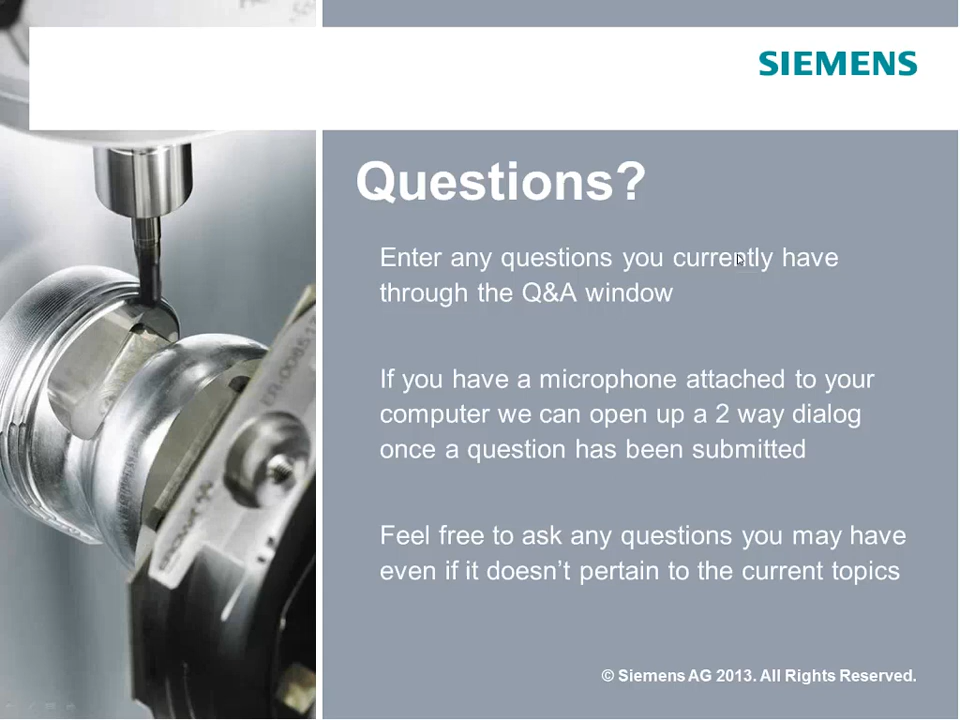 SIEMENS
Questions?
Enter any questions you currently have
through the Q&A window
If you have a microphone attached to your
computer we can open up a 2 way dialog
once a question has been submitted
Feel free to ask any questions you may have
even if it doesn’t pertain to the current topics
© Siemens AG 2013. All Rights Reserved.